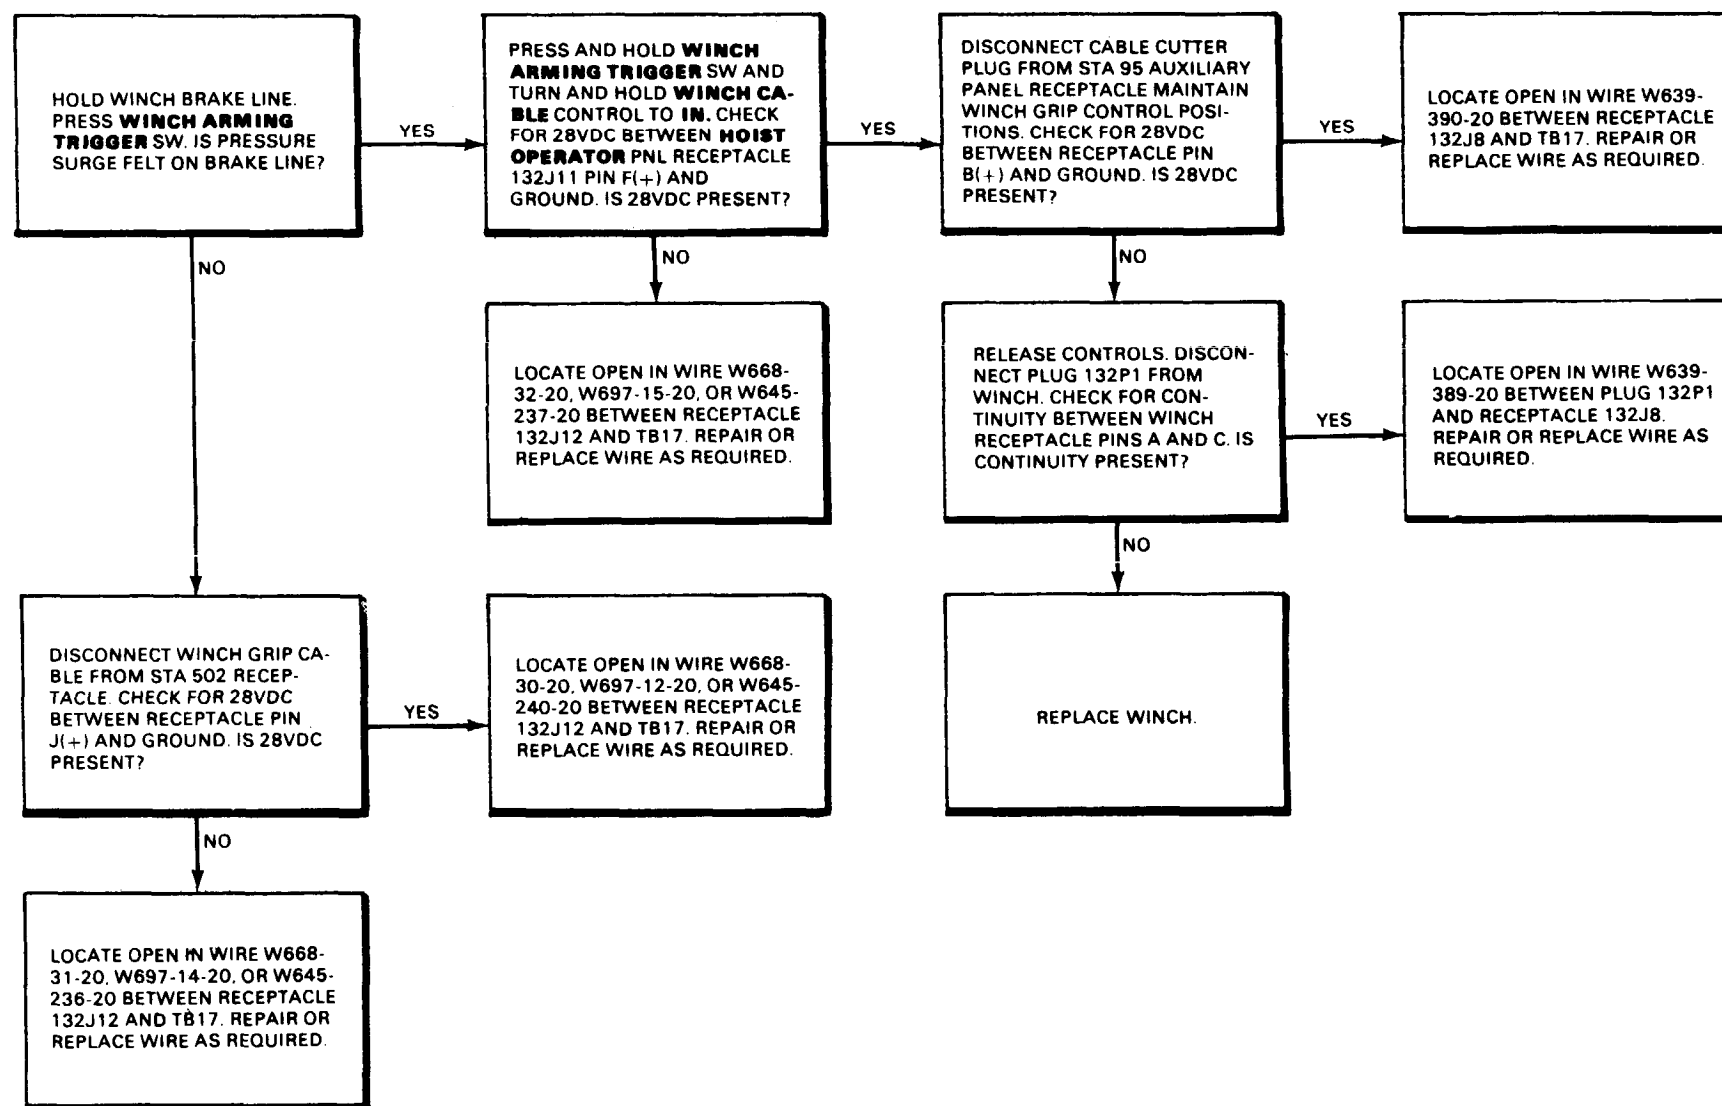 HOLD WINCH BRAKE LINE.
PRESS WINCH ARMING
TRIGGER SW. IS PRESSURE
SURGE FELT ON BRAKE LINE?
YES
PRESS AND HOLD WINCH
ARMING TRIGGER SW AND
TURN AND HOLD WINCH CA-
BLE CONTROL TO IN. CHECK
FOR 28VDC BETWEEN HOIST
OPERATOR PNL RECEPTACLE
132J11 PIN F(+) AND
GROUND. IS 28VDC PRESENT?
YES
DISCONNECT CABLE CUTTER
PLUG FROM STA 95 AUXILIARY
PANEL RECEPTACLE MAINTAIN
WINCH GRIP CONTROL POSI-
TIONS. CHECK FOR 28VDC
BETWEEN RECEPTACLE PIN
B(+) AND GROUND. IS 28VDC
PRESENT?
YES
LOCATE OPEN IN WIRE W639-
390-20 BETWEEN RECEPTACLE
132J8 AND TB17. REPAIR OR
REPLACE WIRE AS REQUIRED.
NO
NO
NO
LOCATE OPEN IN WIRE W668-
32-20, W697-15-20, OR W645-
237-20 BETWEEN RECEPTACLE
132J12 AND TB17. REPAIR OR
REPLACE WIRE AS REQUIRED.
RELEASE CONTROLS. DISCON-
NECT PLUG 132P1 FROM
WINCH. CHECK FOR CON-
TINUITY BETWEEN WINCH
RECEPTACLE PINS A AND C. IS
CONTINUITY PRESENT?
YES
LOCATE OPEN IN WIRE W639-
389-20 BETWEEN PLUG 132P1
AND RECEPTACLE 132J8.
REPAIR OR REPLACE WIRE AS
REQUIRED.
NO
DISCONNECT WINCH GRIP CA-
BLE FROM STA 502 RECEP-
TACLE. CHECK FOR 28VDC
BETWEEN RECEPTACLE PIN
J(+) AND GROUND. IS 28VDC
PRESENT?
YES
LOCATE OPEN IN WIRE W668-
30-20, W697-12-20, OR W645-
240-20 BETWEEN RECEPTACLE
132J12 AND TB17. REPAIR OR
REPLACE WIRE AS REQUIRED.
REPLACE WINCH.
NO
LOCATE OPEN IN WIRE W668-
31-20, W697-14-20, OR W645-
236-20 BETWEEN RECEPTACLE
132J12 AND TB17. REPAIR OR
REPLACE WIRE AS REQUIRED.